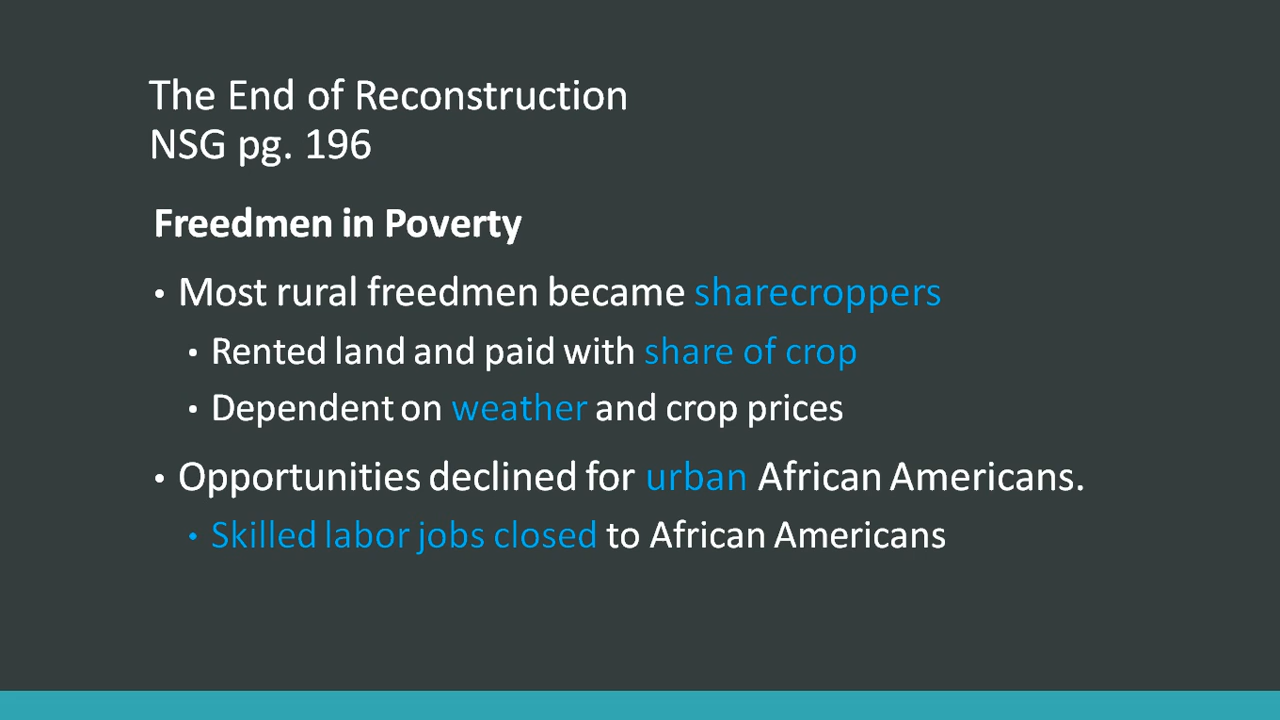 The End of Reconstruction
NSG pg. 196
Freedmen in Poverty
• Most rural freedmen became sharecroppers
• Rented land and paid with share of crop
• Dependent on weather and crop prices
• Opportunities declined for urban African Americans.
• Skilled labor jobs closed to African Americans